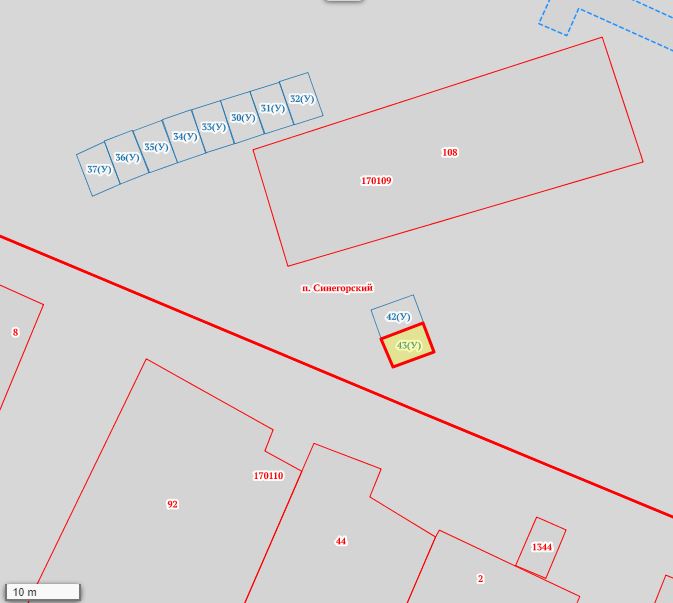 32(У)
31(У)
30(У)
33(У)
34(У)
35(У)
36(У)
37(У)
108
170109
п. Синегорский
42(У)
43(У)
8
170110
92
44
1344
2
10 m